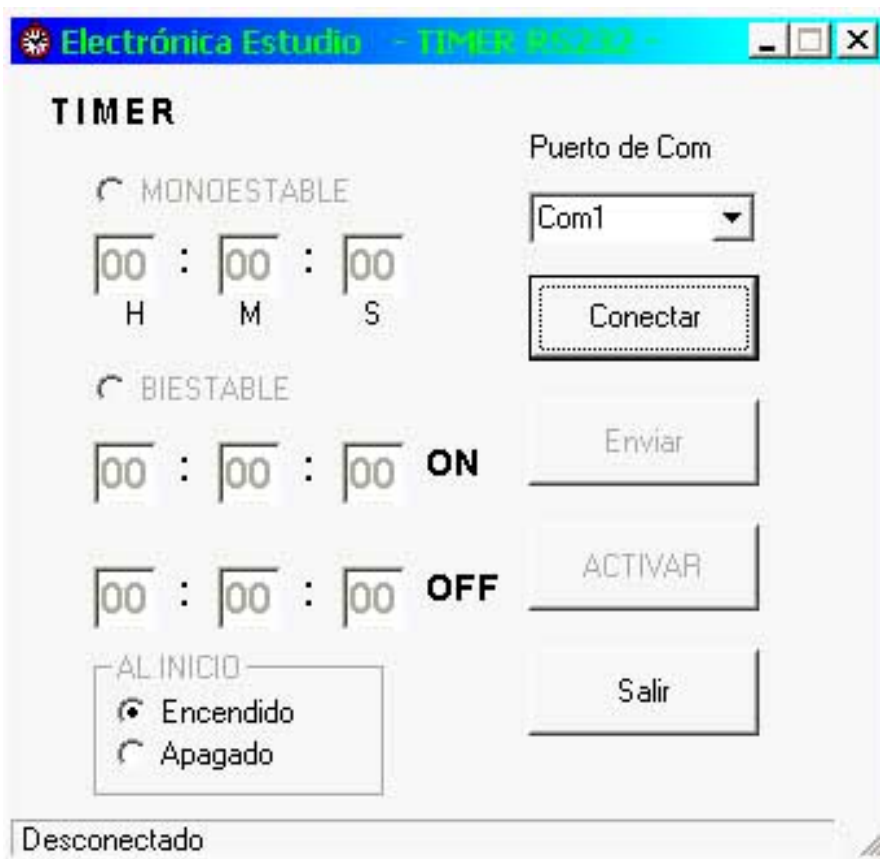 Electrónica Estudio - TIMER RS232 -
TIMER
Puerto de Com
MONOESTABLE
Com1
00 : 00 : 00
H M S
Conectar
BIESTABLE
Enviar
00 : 00 : 00 ON
ACTIVAR
00 : 00 : 00 OFF
AL INICIO
Encendido
Apagado
Salir
Desconectado